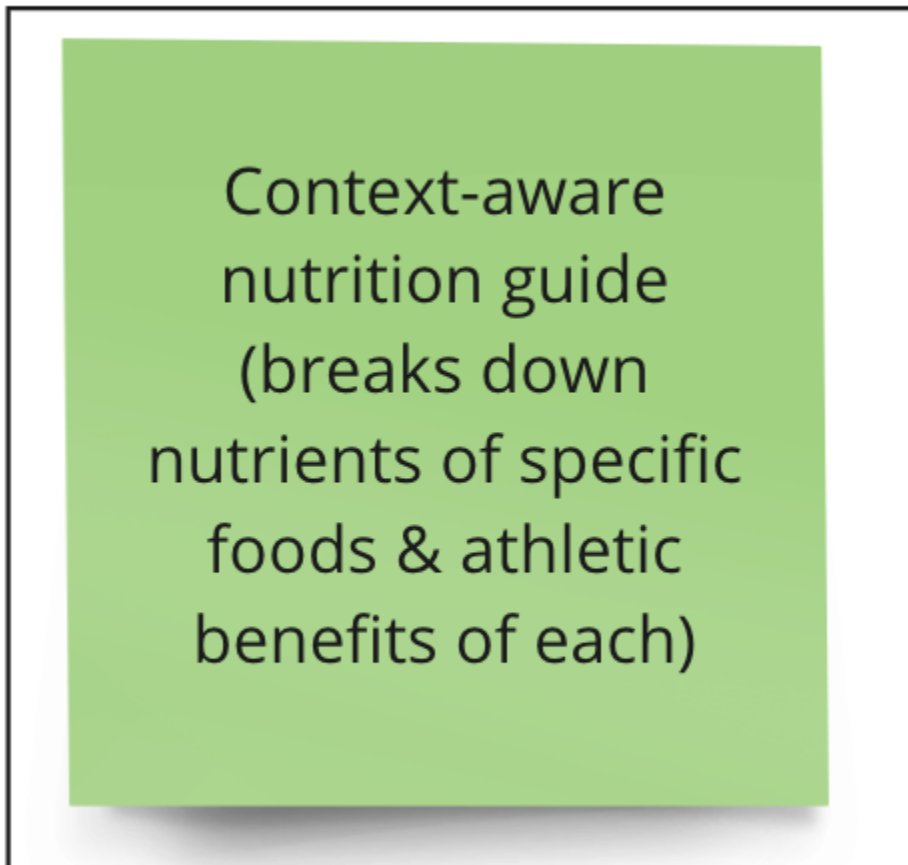 Context-aware
nutrition guide
(breaks down
nutrients of specific
foods & athletic
benefits of each)